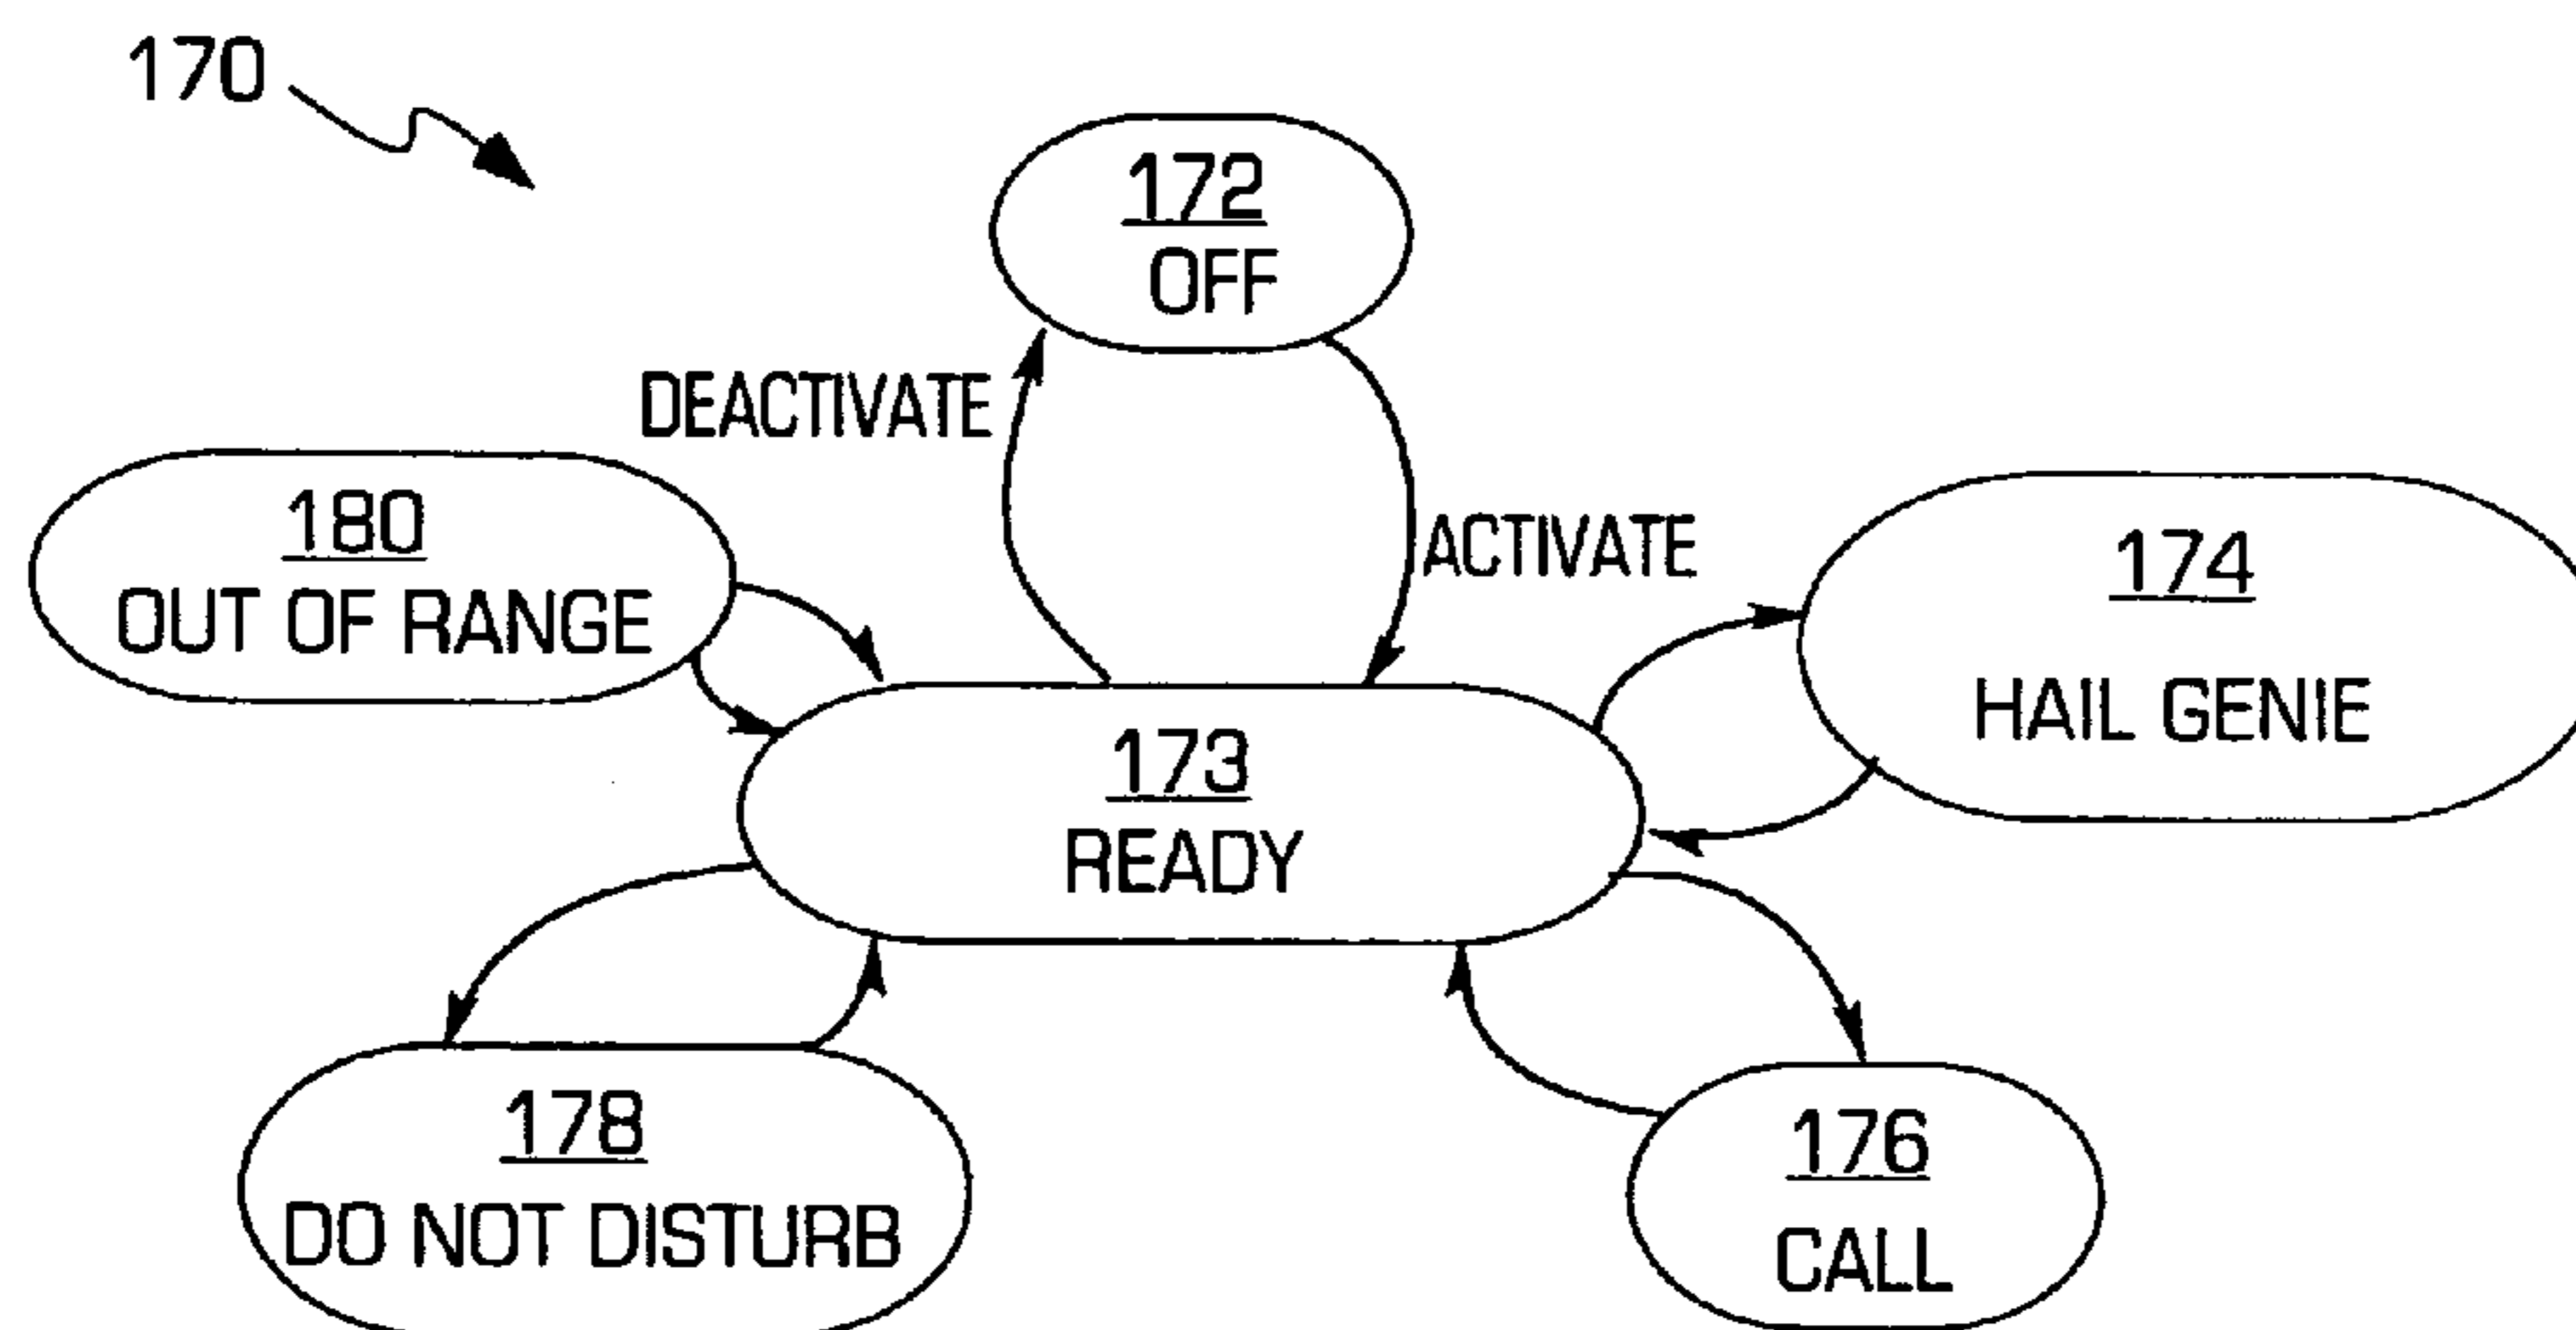 170
172
OFF
DEACTIVATE
ACTIVATE
180
OUT OF RANGE
174
HAIL GENIE
173
READY
178
DO NOT DISTURB
176
CALL